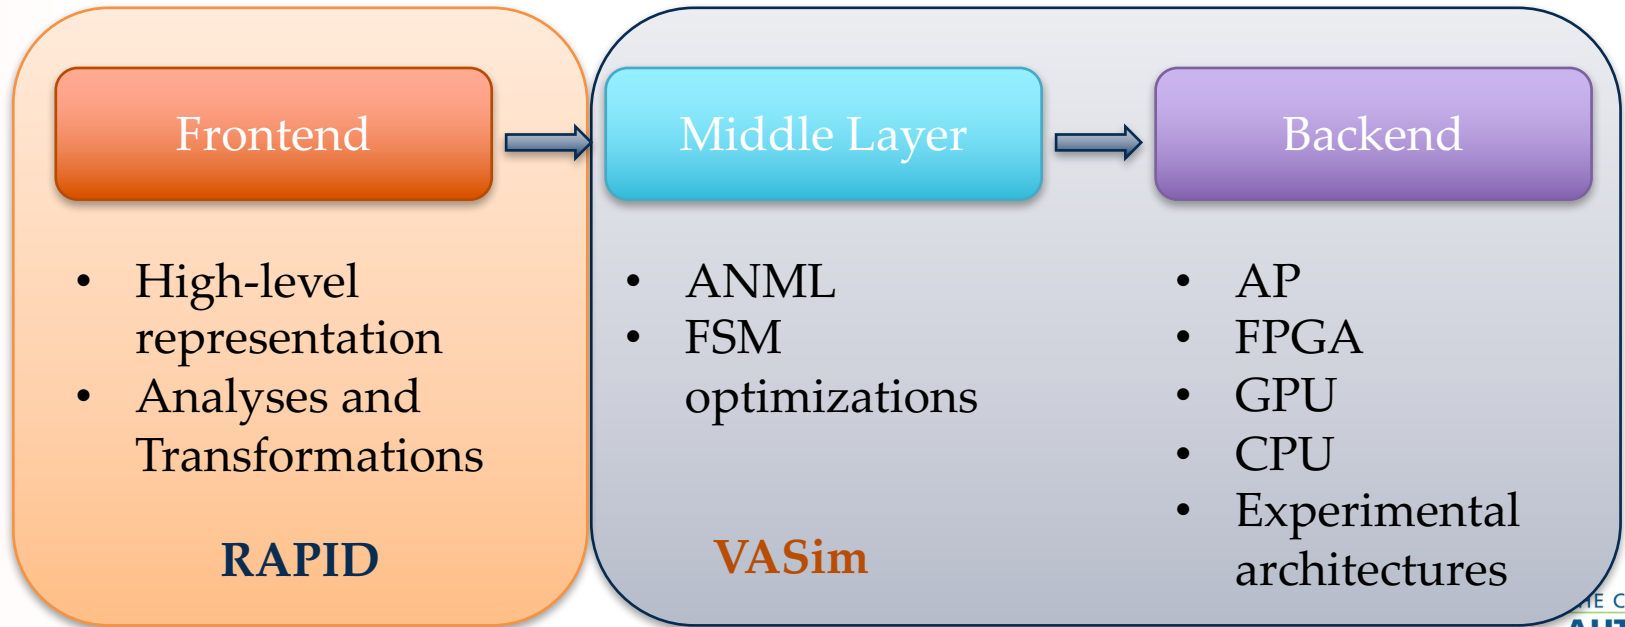 Frontend
• High-level
representation
• Analyses and
Transformations
RAPID
Middle Layer
• ANML
• FSM
optimizations
VASim
Backend
• AP
• FPGA
• GPU
• CPU
• Experimental
architectures